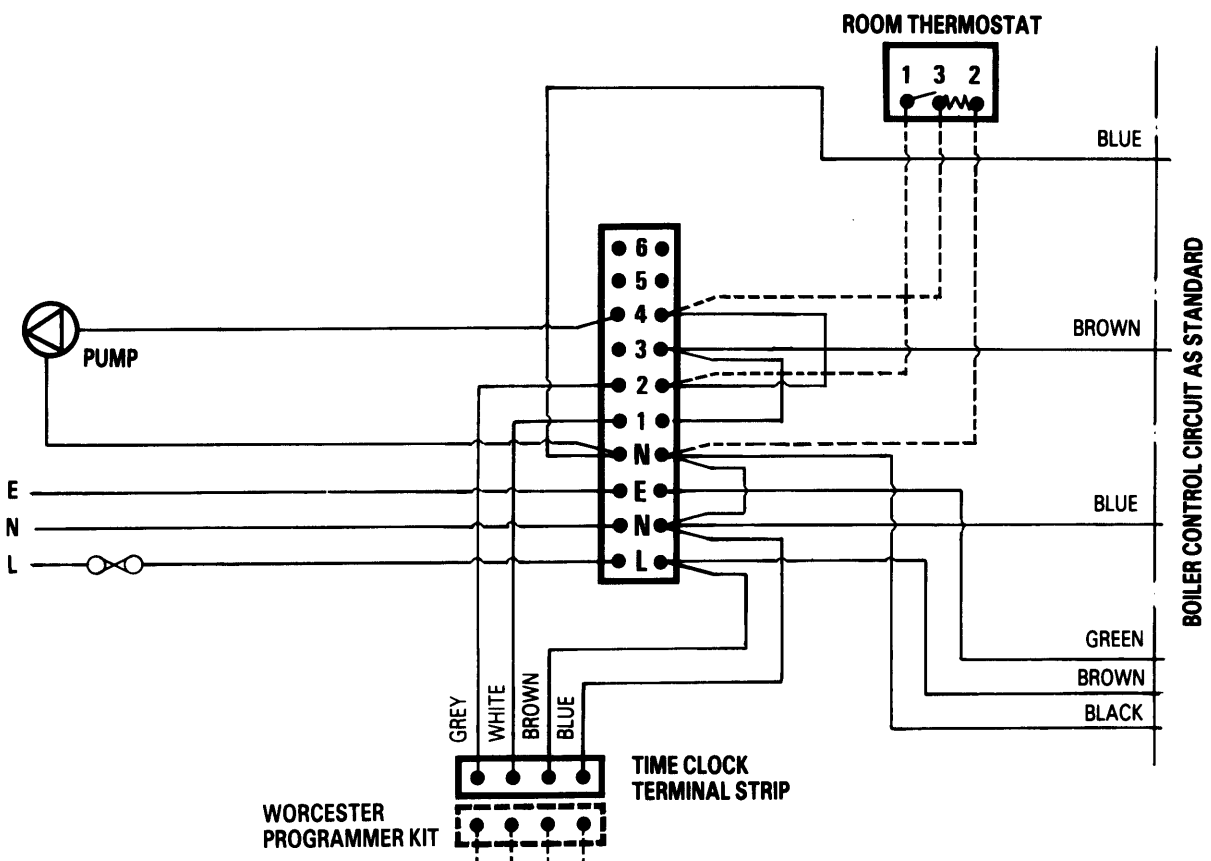 ROOM THERMOSTAT
1 3 2
BLUE
6
5
4
BROWN
3
PUMP
2
1
N
E E
BLUE
N N
L L
GREEN
BROWN
BLACK
BOILER CONTROL CIRCUIT AS STANDARD
GREY
WHITE
BROWN
BLUE
TIME CLOCK
TERMINAL STRIP
WORCESTER
PROGRAMMER KIT